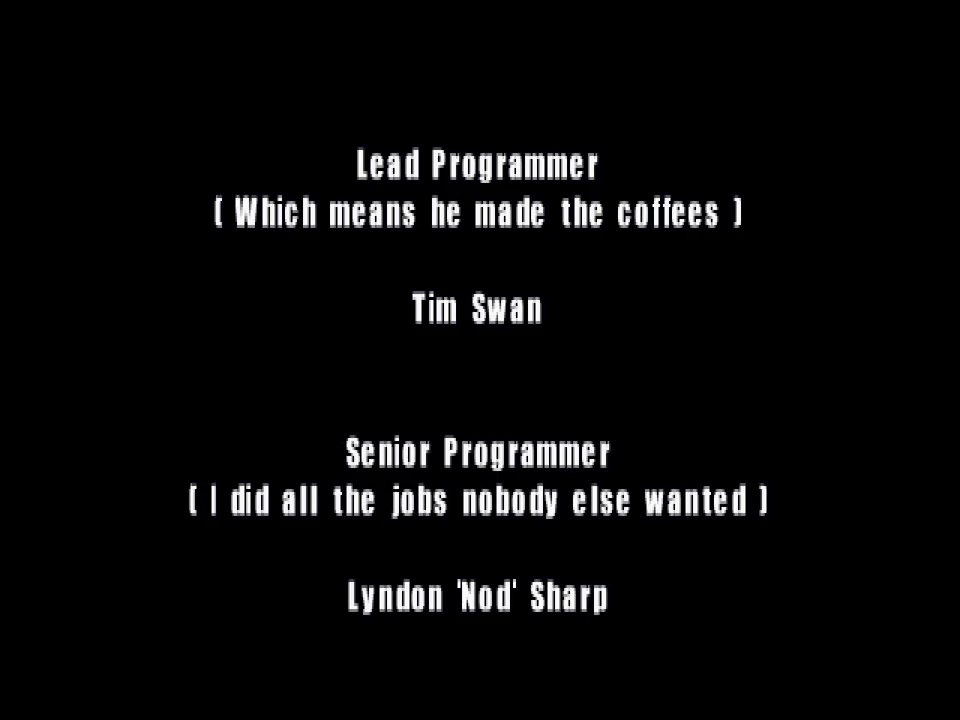 Lead Programmer
( Which means he made the coffees )
Tim Swan
Senior Programmer
( I did all the jobs nobody else wanted )
Lyndon 'Nod' Sharp